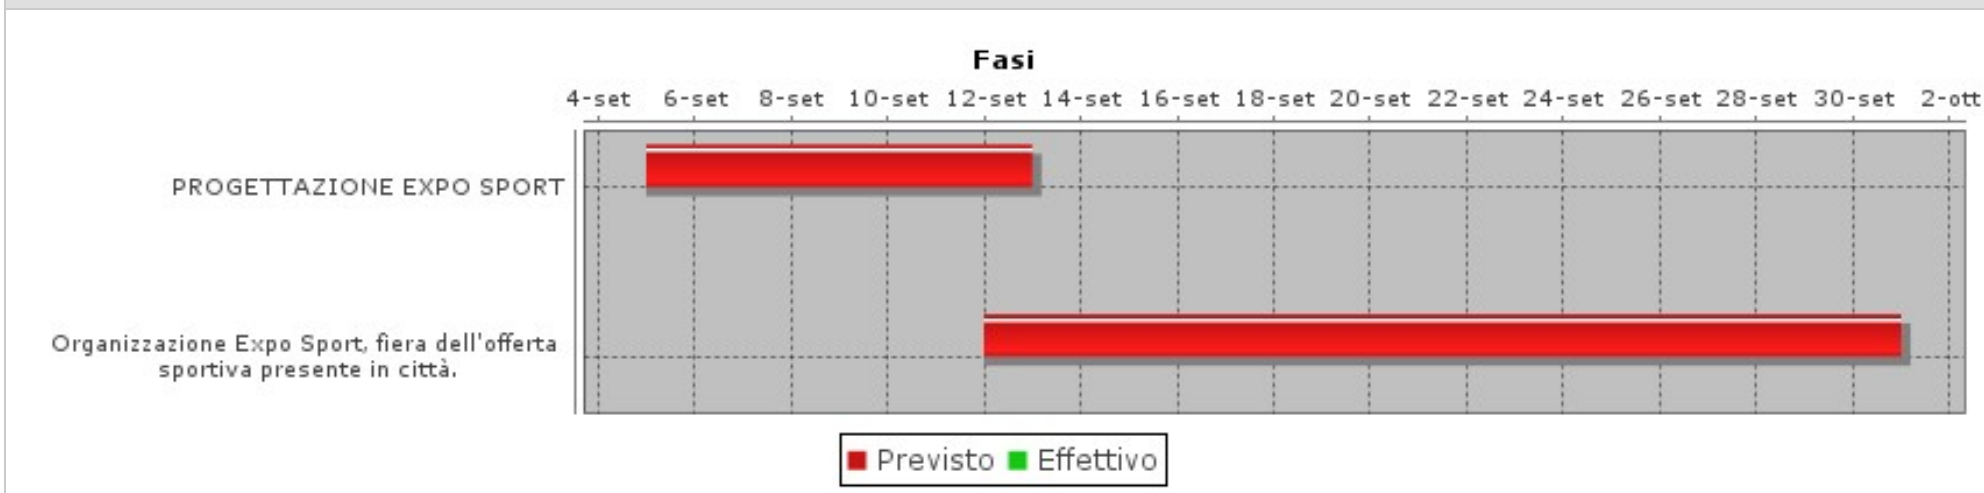 Fasi
4-set 6-set 8-set 10-set 12-set 14-set 16-set 18-set 20-set 22-set 24-set 26-set 28-set 30-set 2-ott
PROGETTAZIONE EXPO SPORT
Organizzazione Expo Sport, fiera dell'offerta
sportiva presente in città.
Previsto Effettivo